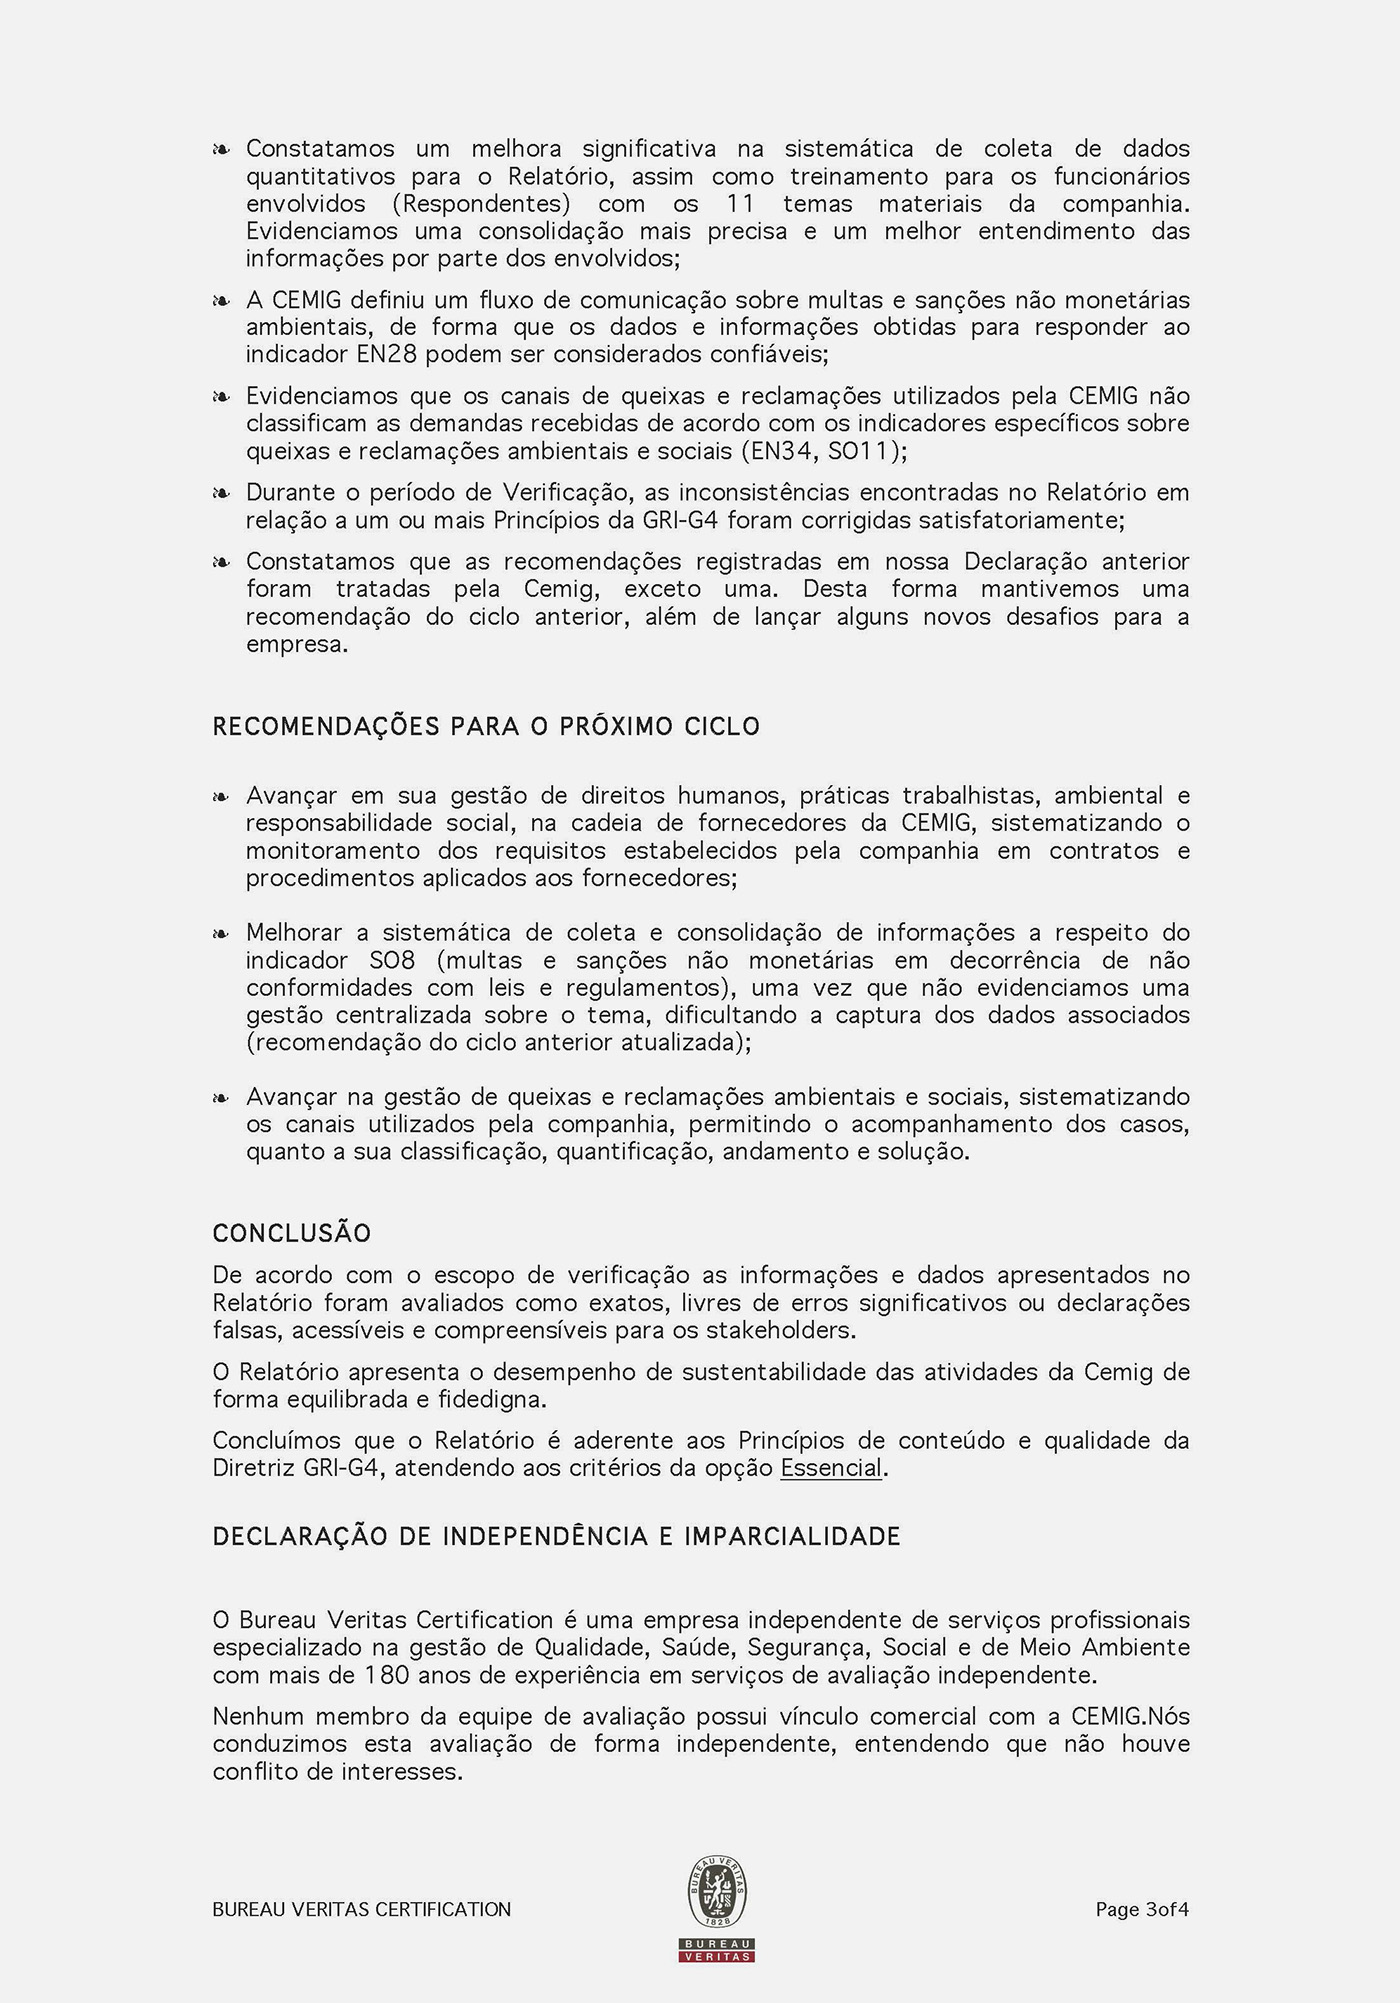 ❧ Constatamos um melhora significativa na sistemática de coleta de dados
quantitativos para o Relatório, assim como treinamento para os funcionários
envolvidos (Respondentes) com os 11 temas materiais da companhia.
Evidenciamos uma consolidação mais precisa e um melhor entendimento das
informações por parte dos envolvidos;
❧ A CEMIG definiu um fluxo de comunicação sobre multas e sanções não monetárias
ambientais, de forma que os dados e informações obtidas para responder ao
indicador EN28 podem ser considerados confiáveis;
❧ Evidenciamos que os canais de queixas e reclamações utilizados pela CEMIG não
classificam as demandas recebidas de acordo com os indicadores específicos sobre
queixas e reclamações ambientais e sociais (EN34, SO11);
❧ Durante o período de Verificação, as inconsistências encontradas no Relatório em
relação a um ou mais Princípios da GRI-G4 foram corrigidas satisfatoriamente;
❧ Constatamos que as recomendações registradas em nossa Declaração anterior
foram tratadas pela Cemig, exceto uma. Desta forma mantivemos uma
recomendação do ciclo anterior, além de lançar alguns novos desafios para a
empresa.
RECOMENDAÇÕES PARA O PRÓXIMO CICLO
❧ Avançar em sua gestão de direitos humanos, práticas trabalhistas, ambiental e
responsabilidade social, na cadeia de fornecedores da CEMIG, sistematizando o
monitoramento dos requisitos estabelecidos pela companhia em contratos e
procedimentos aplicados aos fornecedores;
❧ Melhorar a sistemática de coleta e consolidação de informações a respeito do
indicador SO8 (multas e sanções não monetárias em decorrência de não
conformidades com leis e regulamentos), uma vez que não evidenciamos uma
gestão centralizada sobre o tema, dificultando a captura dos dados associados
(recomendação do ciclo anterior atualizada);
❧ Avançar na gestão de queixas e reclamações ambientais e sociais, sistematizando
os canais utilizados pela companhia, permitindo o acompanhamento dos casos,
quanto a sua classificação, quantificação, andamento e solução.
CONCLUSÃO
De acordo com o escopo de verificação as informações e dados apresentados no
Relatório foram avaliados como exatos, livres de erros significativos ou declarações
falsas, acessíveis e compreensíveis para os stakeholders.
O Relatório apresenta o desempenho de sustentabilidade das atividades da Cemig de
forma equilibrada e fidedigna.
Concluímos que o Relatório é aderente aos Princípios de conteúdo e qualidade da
Diretriz GRI-G4, atendendo aos critérios da opção Essencial.
DECLARAÇÃO DE INDEPENDÊNCIA E IMPARCIALIDADE
O Bureau Veritas Certification é uma empresa independente de serviços profissionais
especializado na gestão de Qualidade, Saúde, Segurança, Social e de Meio Ambiente
com mais de 180 anos de experiência em serviços de avaliação independente.
Nenhum membro da equipe de avaliação possui vínculo comercial com a CEMIG.Nós
conduzimos esta avaliação de forma independente, entendendo que não houve
conflito de interesses.
BUREAU VERITAS CERTIFICATION
BUREAU VERITAS
1828
BUREAU
VERITAS
Page 3of4